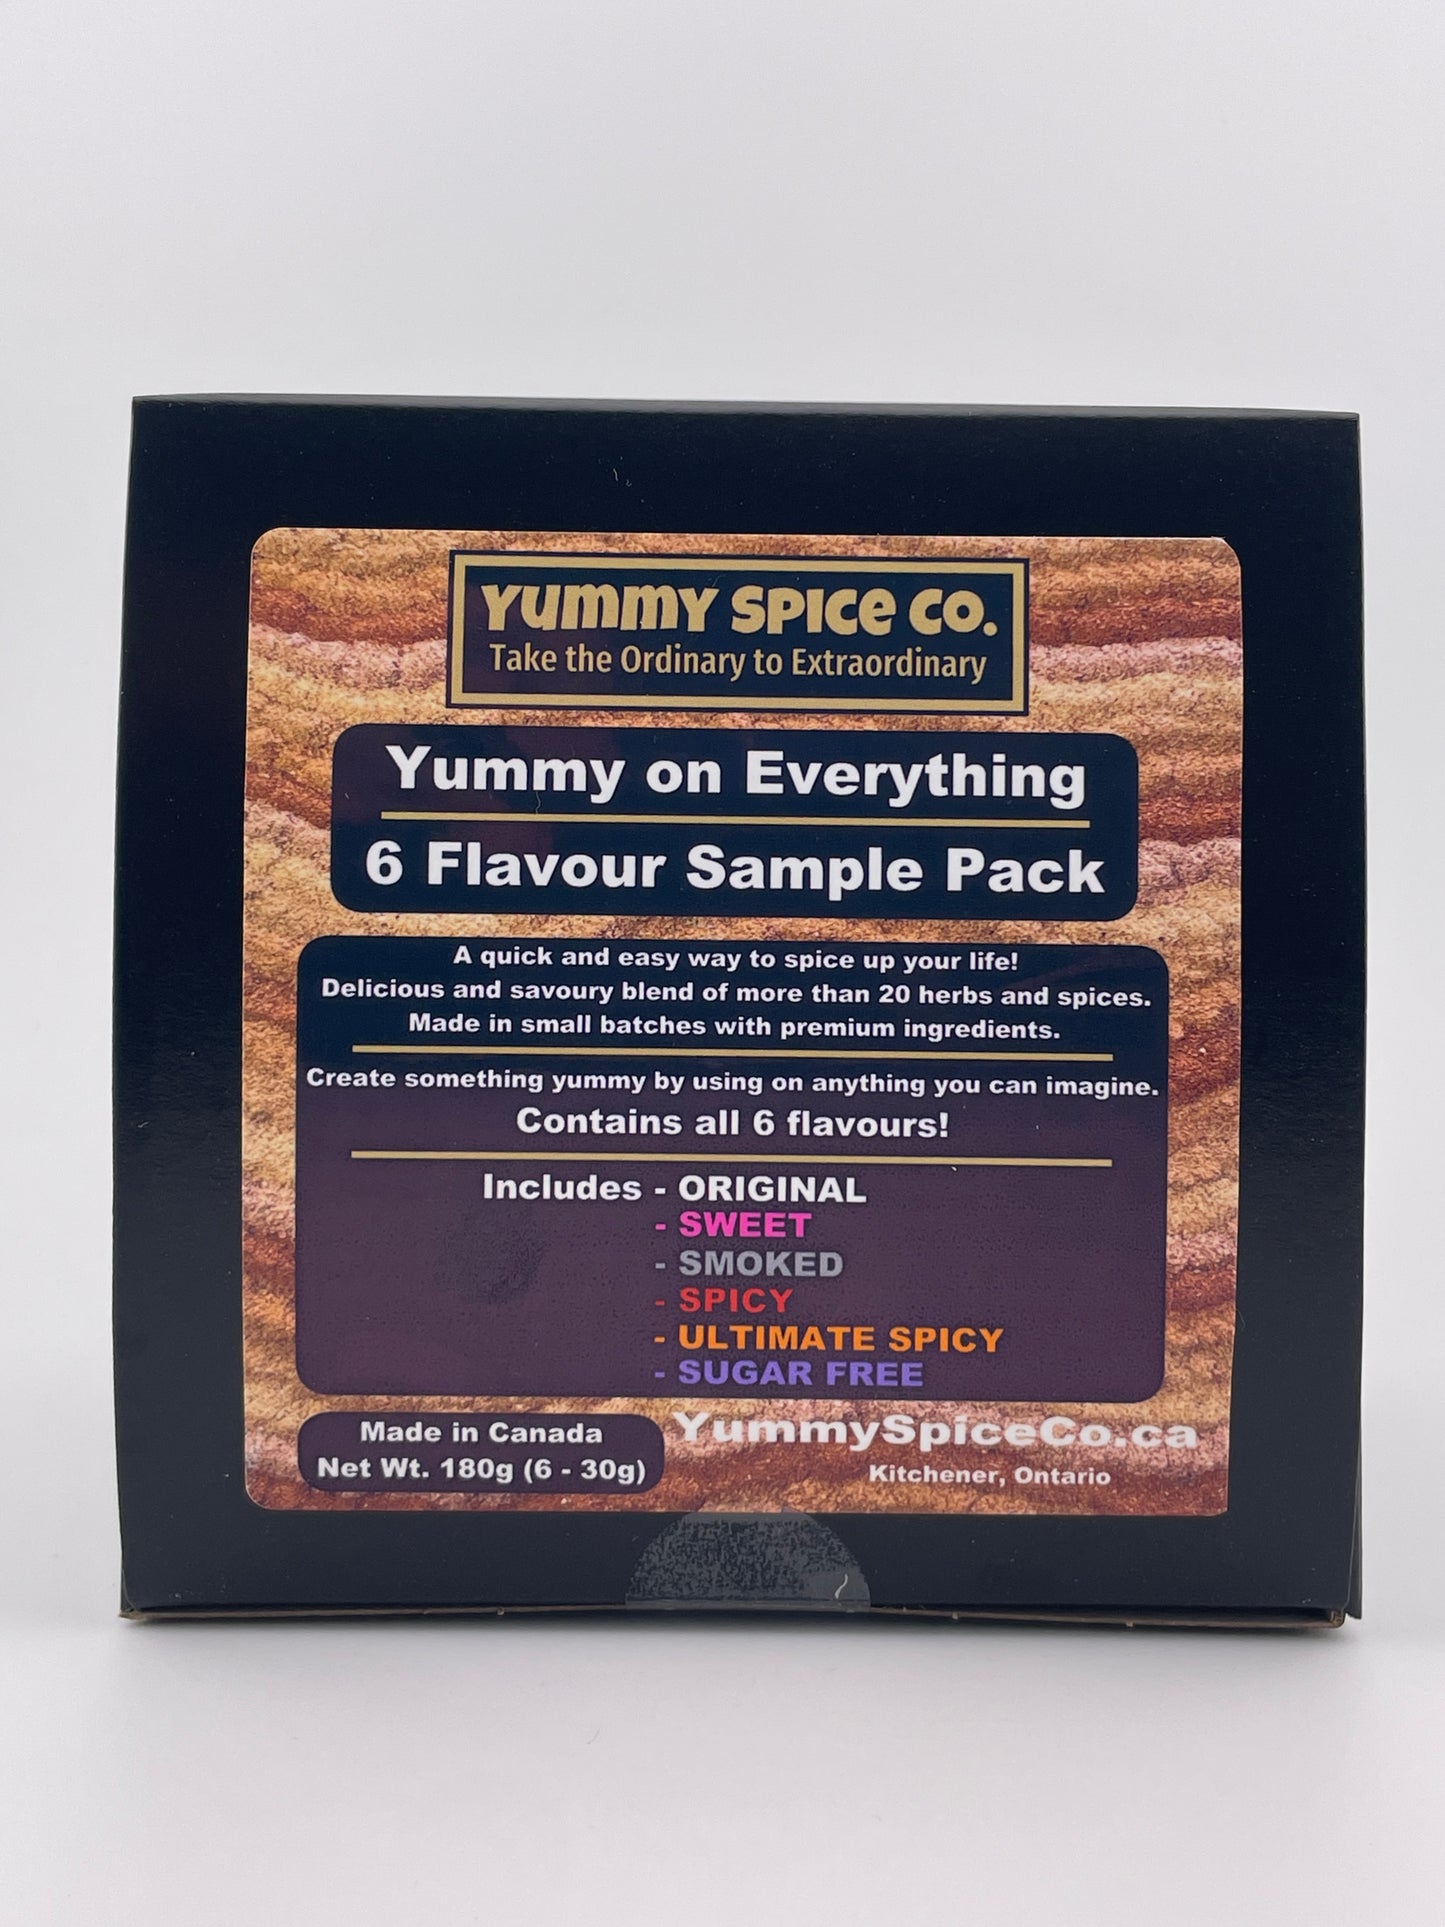 Yummy Spice Co.
Take the Ordinary to Extraordinary
Yummy on Everything
6 Flavour Sample Pack
A quick and easy way to spice up your life!
Delicious and savoury blend of more than 20 herbs and spices.
Made in small batches with premium ingredients.
Create something yummy by using on anything you can imagine.
Contains all 6 flavours!
Includes - ORIGINAL
- SWEET
- SMOKED
- SPICY
- ULTIMATE SPICY
- SUGAR FREE
Made in Canada
Net Wt. 180g (6 - 30g)
YummySpiceCo.ca
Kitchener, Ontario